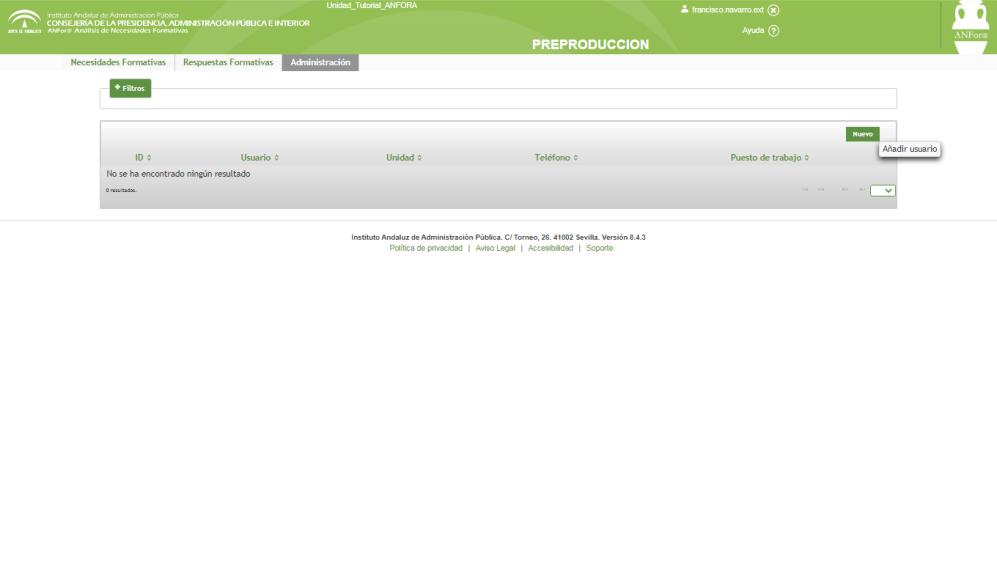 Unidad_Tutorial_ANFORA
Instituto Andaluz de Administración Pública
CONSEJERÍA DE LA PRESIDENCIA, ADMINISTRACIÓN PÚBLICA E INTERIOR
ANFor@ Análisis de Necesidades Formativas
JUNTA DE ANDALUCIA
francisco.navarro.ext
Ayuda
PREPRODUCCION
ANFora
Necesidades Formativas Respuestas Formativas Administración
+ Filtros
Nuevo
Añadir usuario
ID Usuario Unidad Teléfono Puesto de trabajo
No se ha encontrado ningún resultado
0 resultados.
Instituto Andaluz de Administración Pública. C/ Torneo, 26. 41002 Sevilla. Versión 8.4.3
Política de privacidad | Aviso Legal | Accesibilidad | Soporte